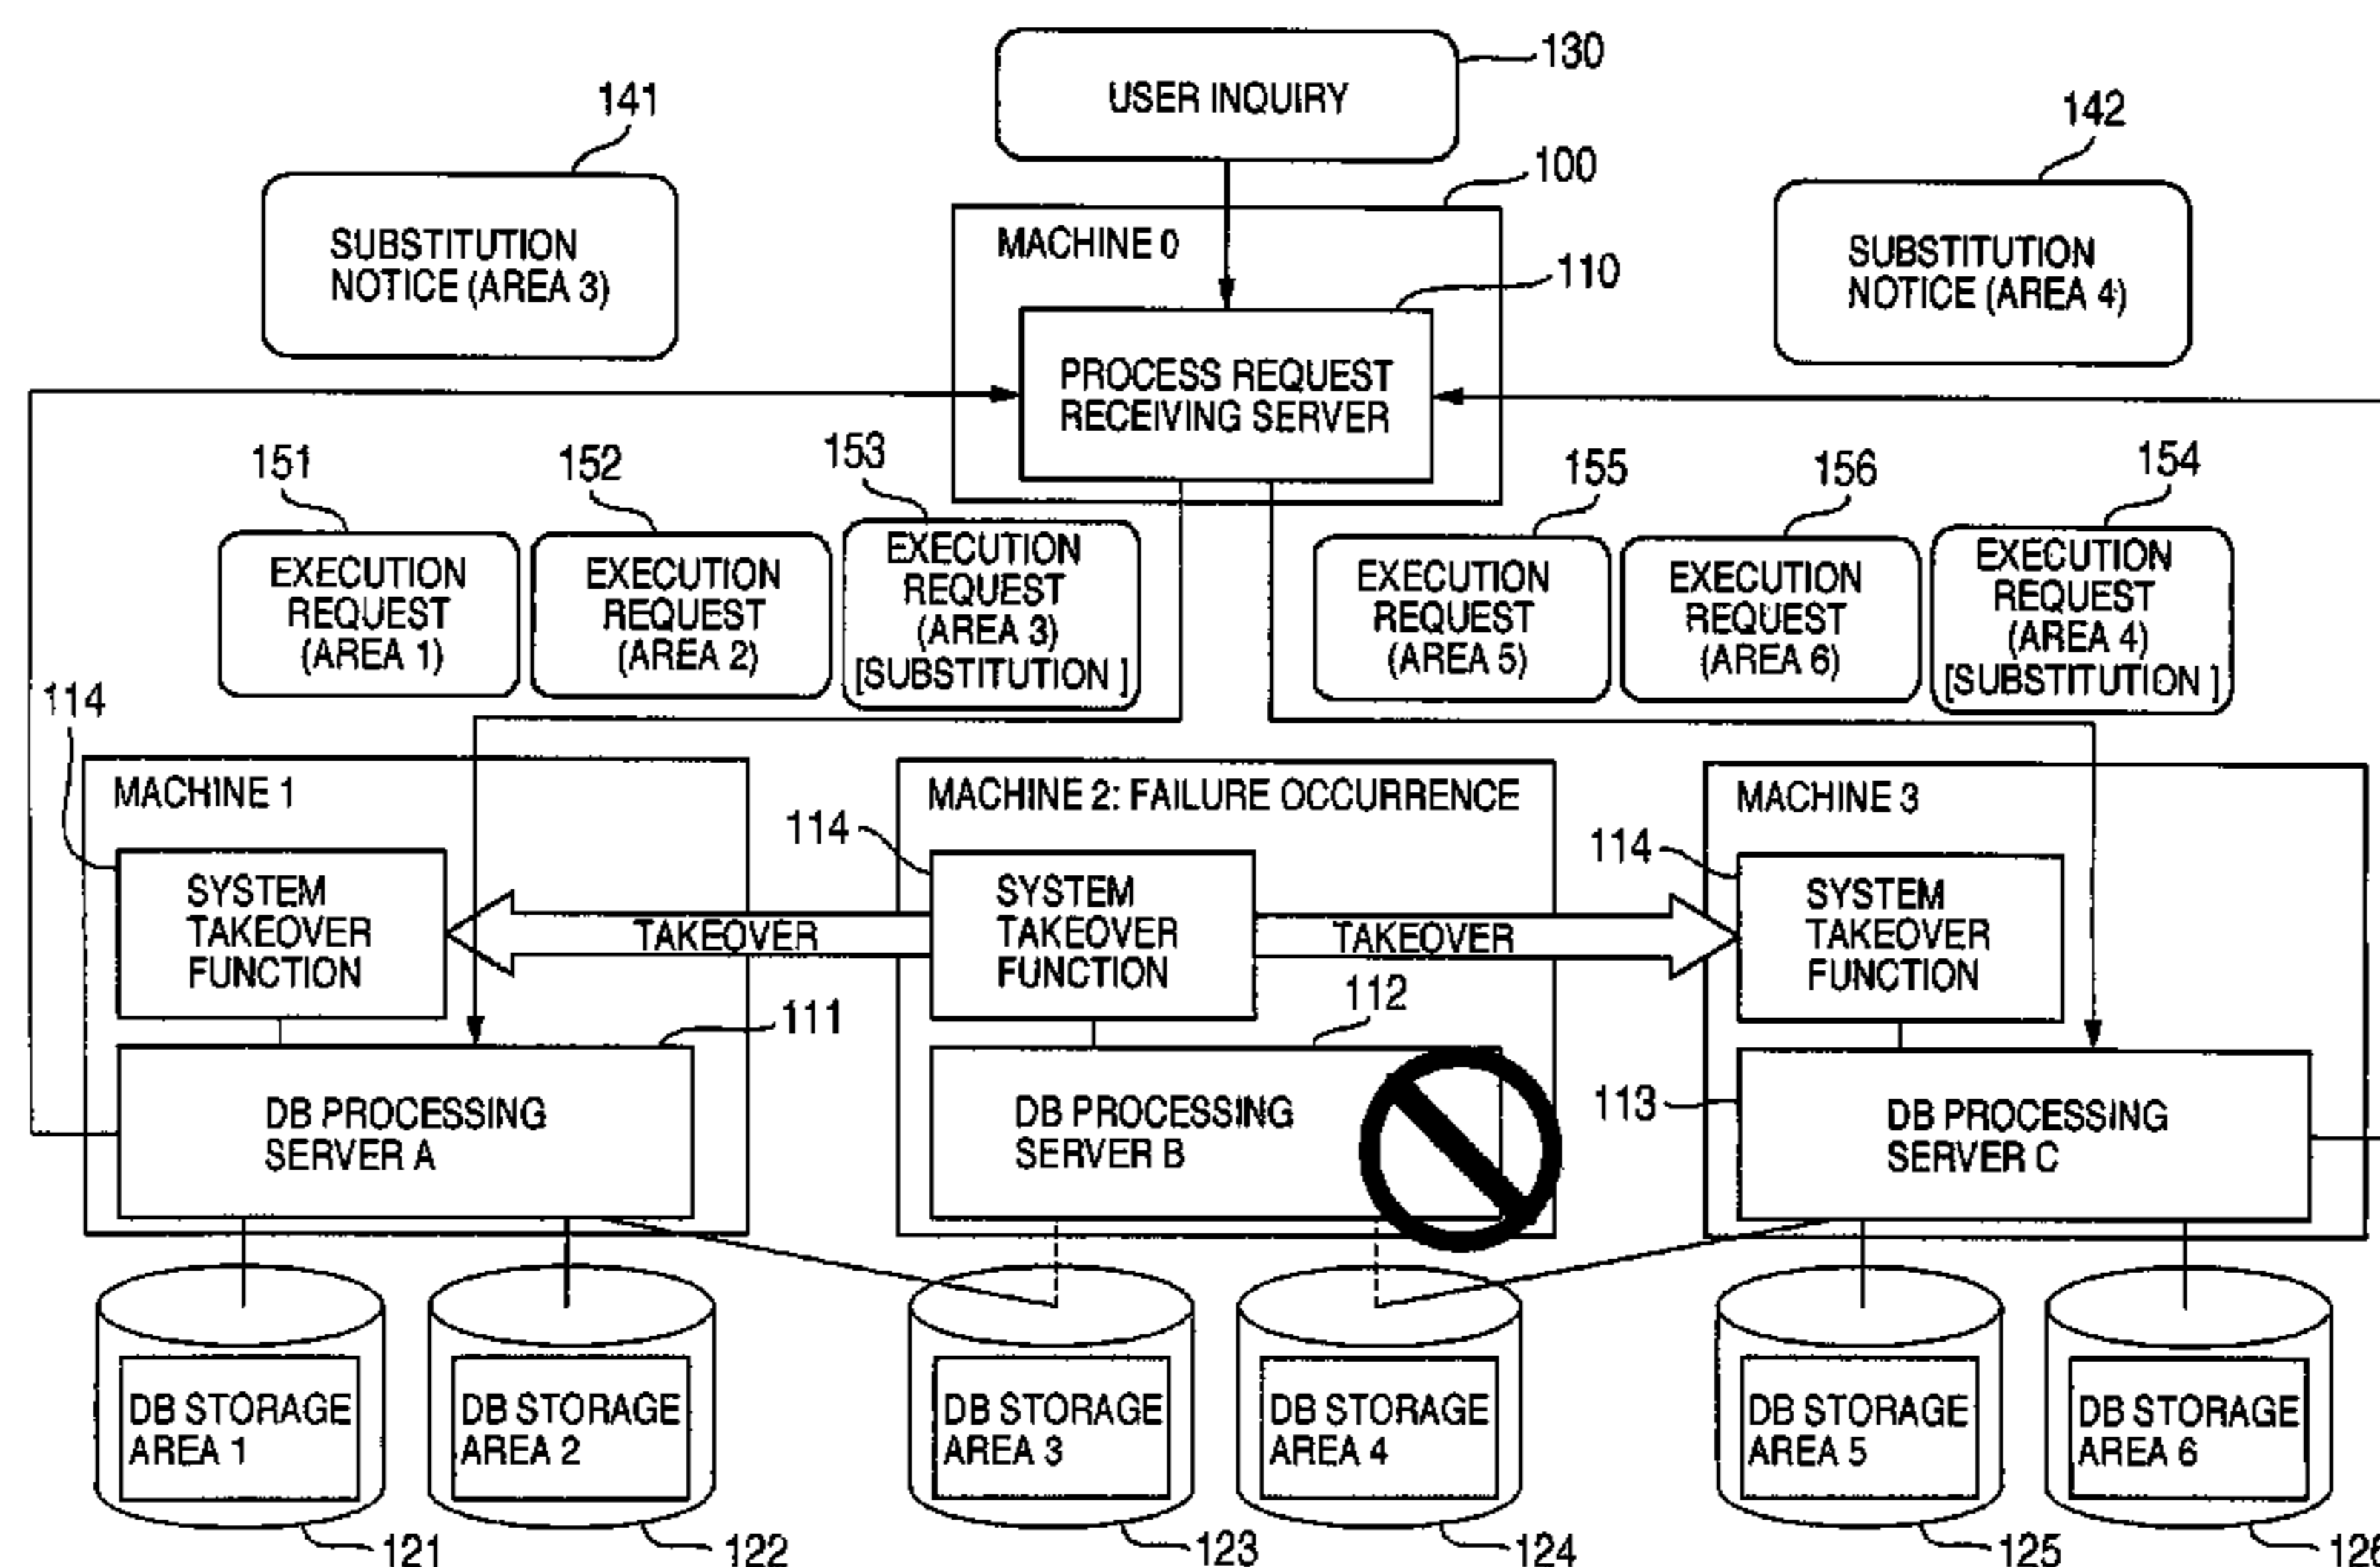 USER INQUIRY
130
141
142
100
SUBSTITUTION
NOTICE (AREA 3)
MACHINE 0
SUBSTITUTION
NOTICE (AREA 4)
110
PROCESS REQUEST
RECEIVING SERVER
151
152
153
155
156
154
EXECUTION
REQUEST
(AREA 1)
EXECUTION
REQUEST
(AREA 2)
EXECUTION
REQUEST
(AREA 3)
[SUBSTITUTION ]
EXECUTION
REQUEST
(AREA 5)
EXECUTION
REQUEST
(AREA 6)
EXECUTION
REQUEST
(AREA 4)
[SUBSTITUTION ]
114
MACHINE 1
MACHINE 2: FAILURE OCCURRENCE
MACHINE 3
114
114
SYSTEM
TAKEOVER
FUNCTION
TAKEOVER
SYSTEM
TAKEOVER
FUNCTION
TAKEOVER
SYSTEM
TAKEOVER
FUNCTION
111
112
113
DB PROCESSING
SERVER A
DB PROCESSING
SERVER B
DB PROCESSING
SERVER C
DB STORAGE
AREA 1
DB STORAGE
AREA 2
DB STORAGE
AREA 3
DB STORAGE
AREA 4
DB STORAGE
AREA 5
DB STORAGE
AREA 6
121
122
123
124
125
126